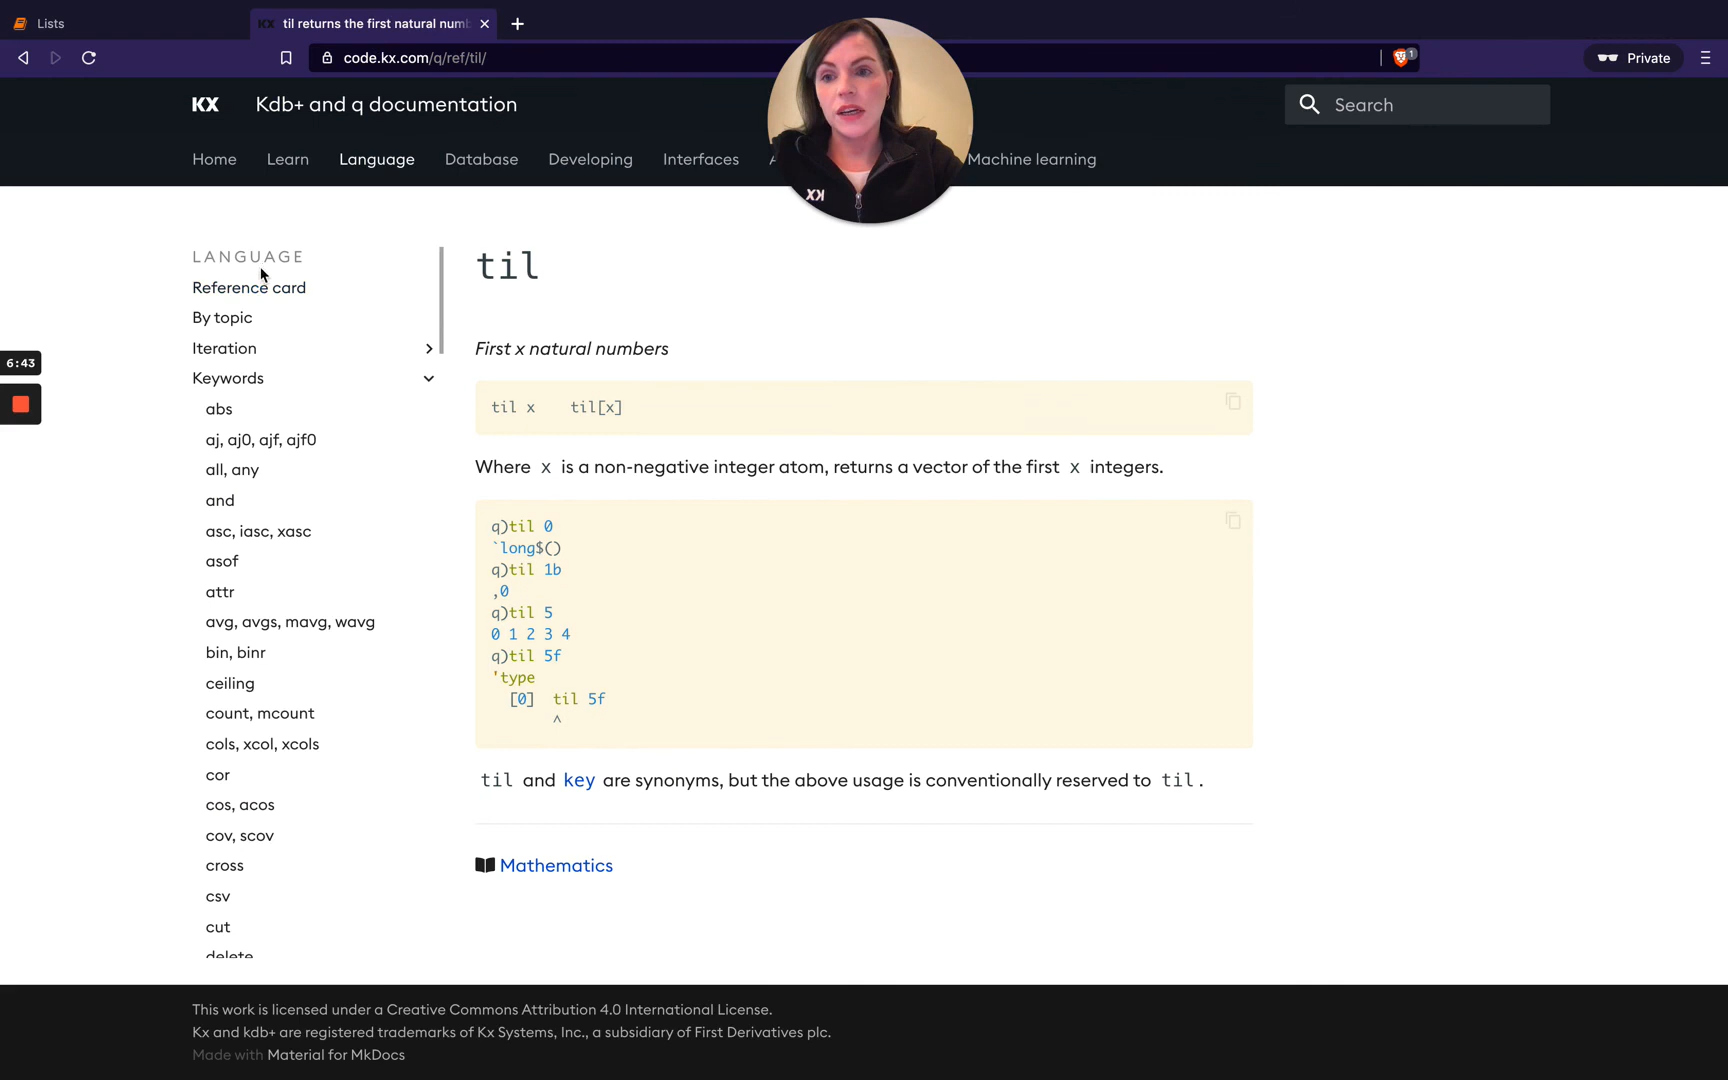 Lists
til returns the first natural num
code.kx.com/q/ref/til/
1
Private
KX Kdb+ and q documentation
Search
Home Learn Language Database Developing Interfaces Machine learning
KX
LANGUAGE
Reference card
By topic
Iteration
Keywords
abs
aj, aj0, ajf, ajf0
all, any
and
asc, iasc, xasc
asof
attr
avg, avgs, mavg, wavg
bin, binr
ceiling
count, mcount
cols, xcol, xcols
cor
cos, acos
cov, scov
cross
csv
cut
delete
6:43
til
First x natural numbers
til x    til[x]
Where x is a non-negative integer atom, returns a vector of the first x integers.
q)til 0
`long$()
q)til 1b
,0
q)til 5
0 1 2 3 4
q)til 5f
'type
  [0]  til 5f
       ^
til and key are synonyms, but the above usage is conventionally reserved to til.
Mathematics
This work is licensed under a Creative Commons Attribution 4.0 International License.
Kx and kdb+ are registered trademarks of Kx Systems, Inc., a subsidiary of First Derivatives plc.
Made with Material for MkDocs